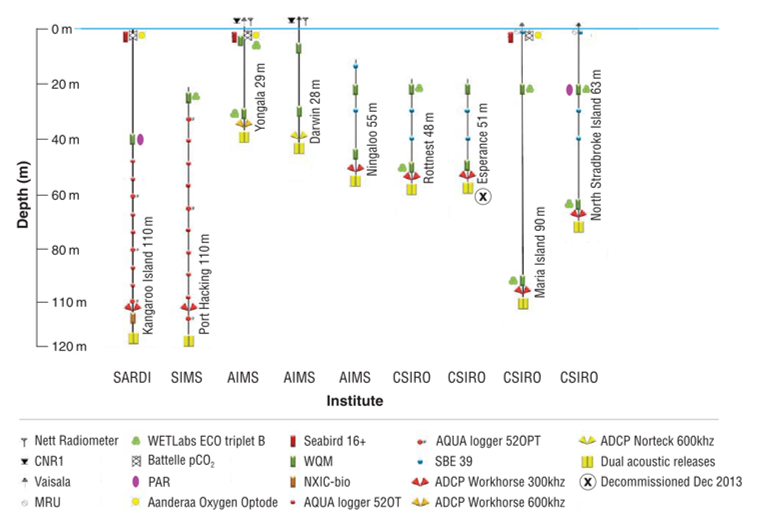 0 m
20 m
40 m
60 m
80 m
110 m
120 m
Depth (m)
Kangaroo Island 110 m
Port Hacking 110 m
Yongala 29 m
Darwin 28 m
Ningaloo 55 m
Rottnest 48 m
Esperance 51 m
X
Maria Island 90 m
North Stradbroke Island 63 m
SARDI SIMS AIMS AIMS AIMS CSIRO CSIRO CSIRO CSIRO
Institute
Nett Radiometer
CNR1
Vaisala
MRU
WETLabs ECO triplet B
Battelle pCO₂
PAR
Aanderaa Oxygen Optode
Seabird 16+
WQM
NXIC-bio
AQUA logger 52OT
AQUA logger 52OPT
SBE 39
ADCP Workhorse 300khz
ADCP Workhorse 600khz
ADCP Norteck 600khz
Dual acoustic releases
X Decommissioned Dec 2013